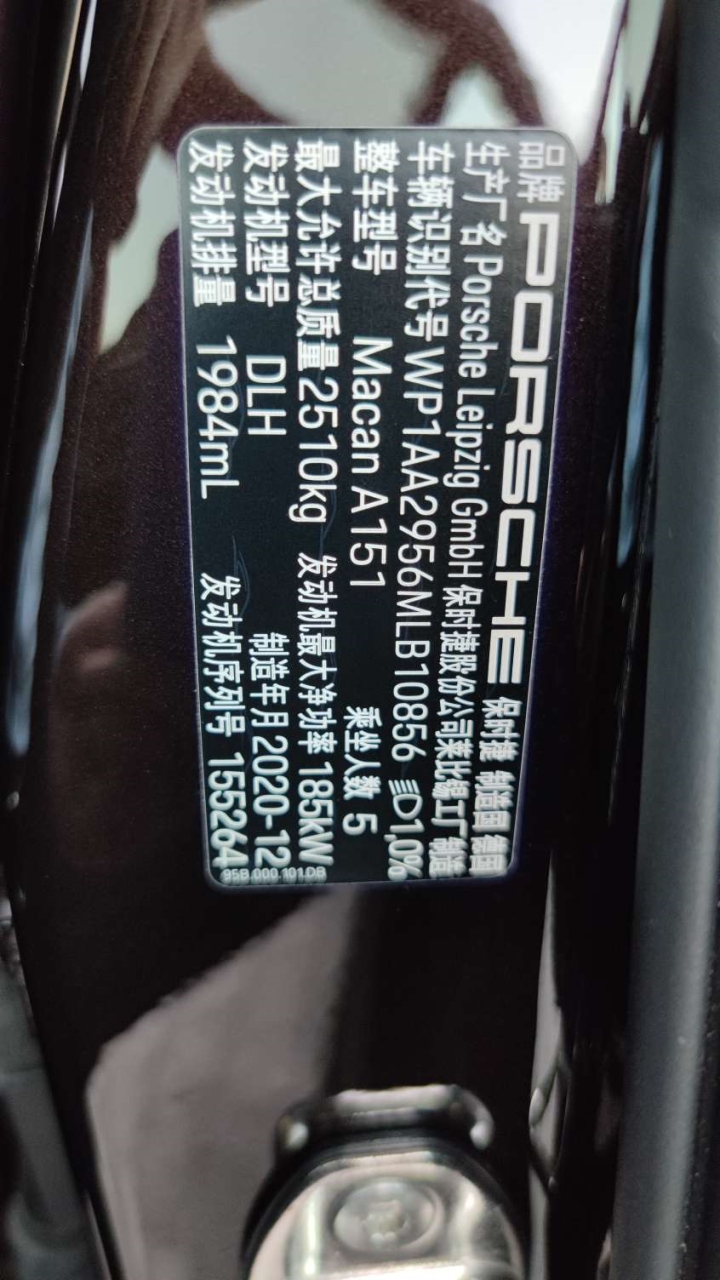 品牌 PORSCHE 保时捷 制造国 德国
生产厂名 Porsche Leipzig GmbH 保时捷股份公司莱比锡工厂制造
车辆识别代号 WP1AA2956MLB10856 1,0%
整车型号 Macan A151 乘坐人数 5
最大允许总质量 2510kg 发动机最大净功率 185kW
发动机型号 DLH 制造年月 2020-12
发动机排量 1984mL 发动机序列号 155264
95B.000.101.DB